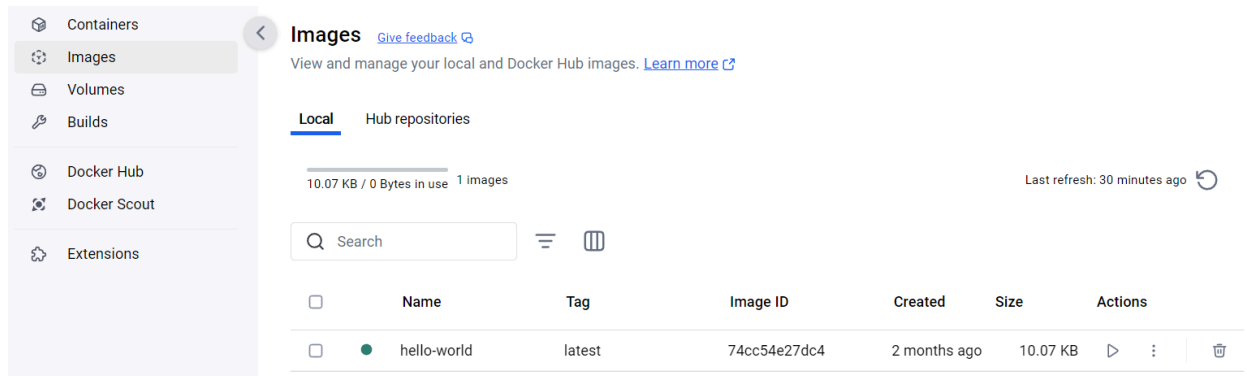 Containers
Images
Volumes
Builds
Docker Hub
Docker Scout
Extensions
Images Give feedback
View and manage your local and Docker Hub images. Learn more
Local Hub repositories
10.07 KB / 0 Bytes in use 1 images Last refresh: 30 minutes ago
Search
Name Tag Image ID Created Size Actions
hello-world latest 74cc54e27dc4 2 months ago 10.07 KB